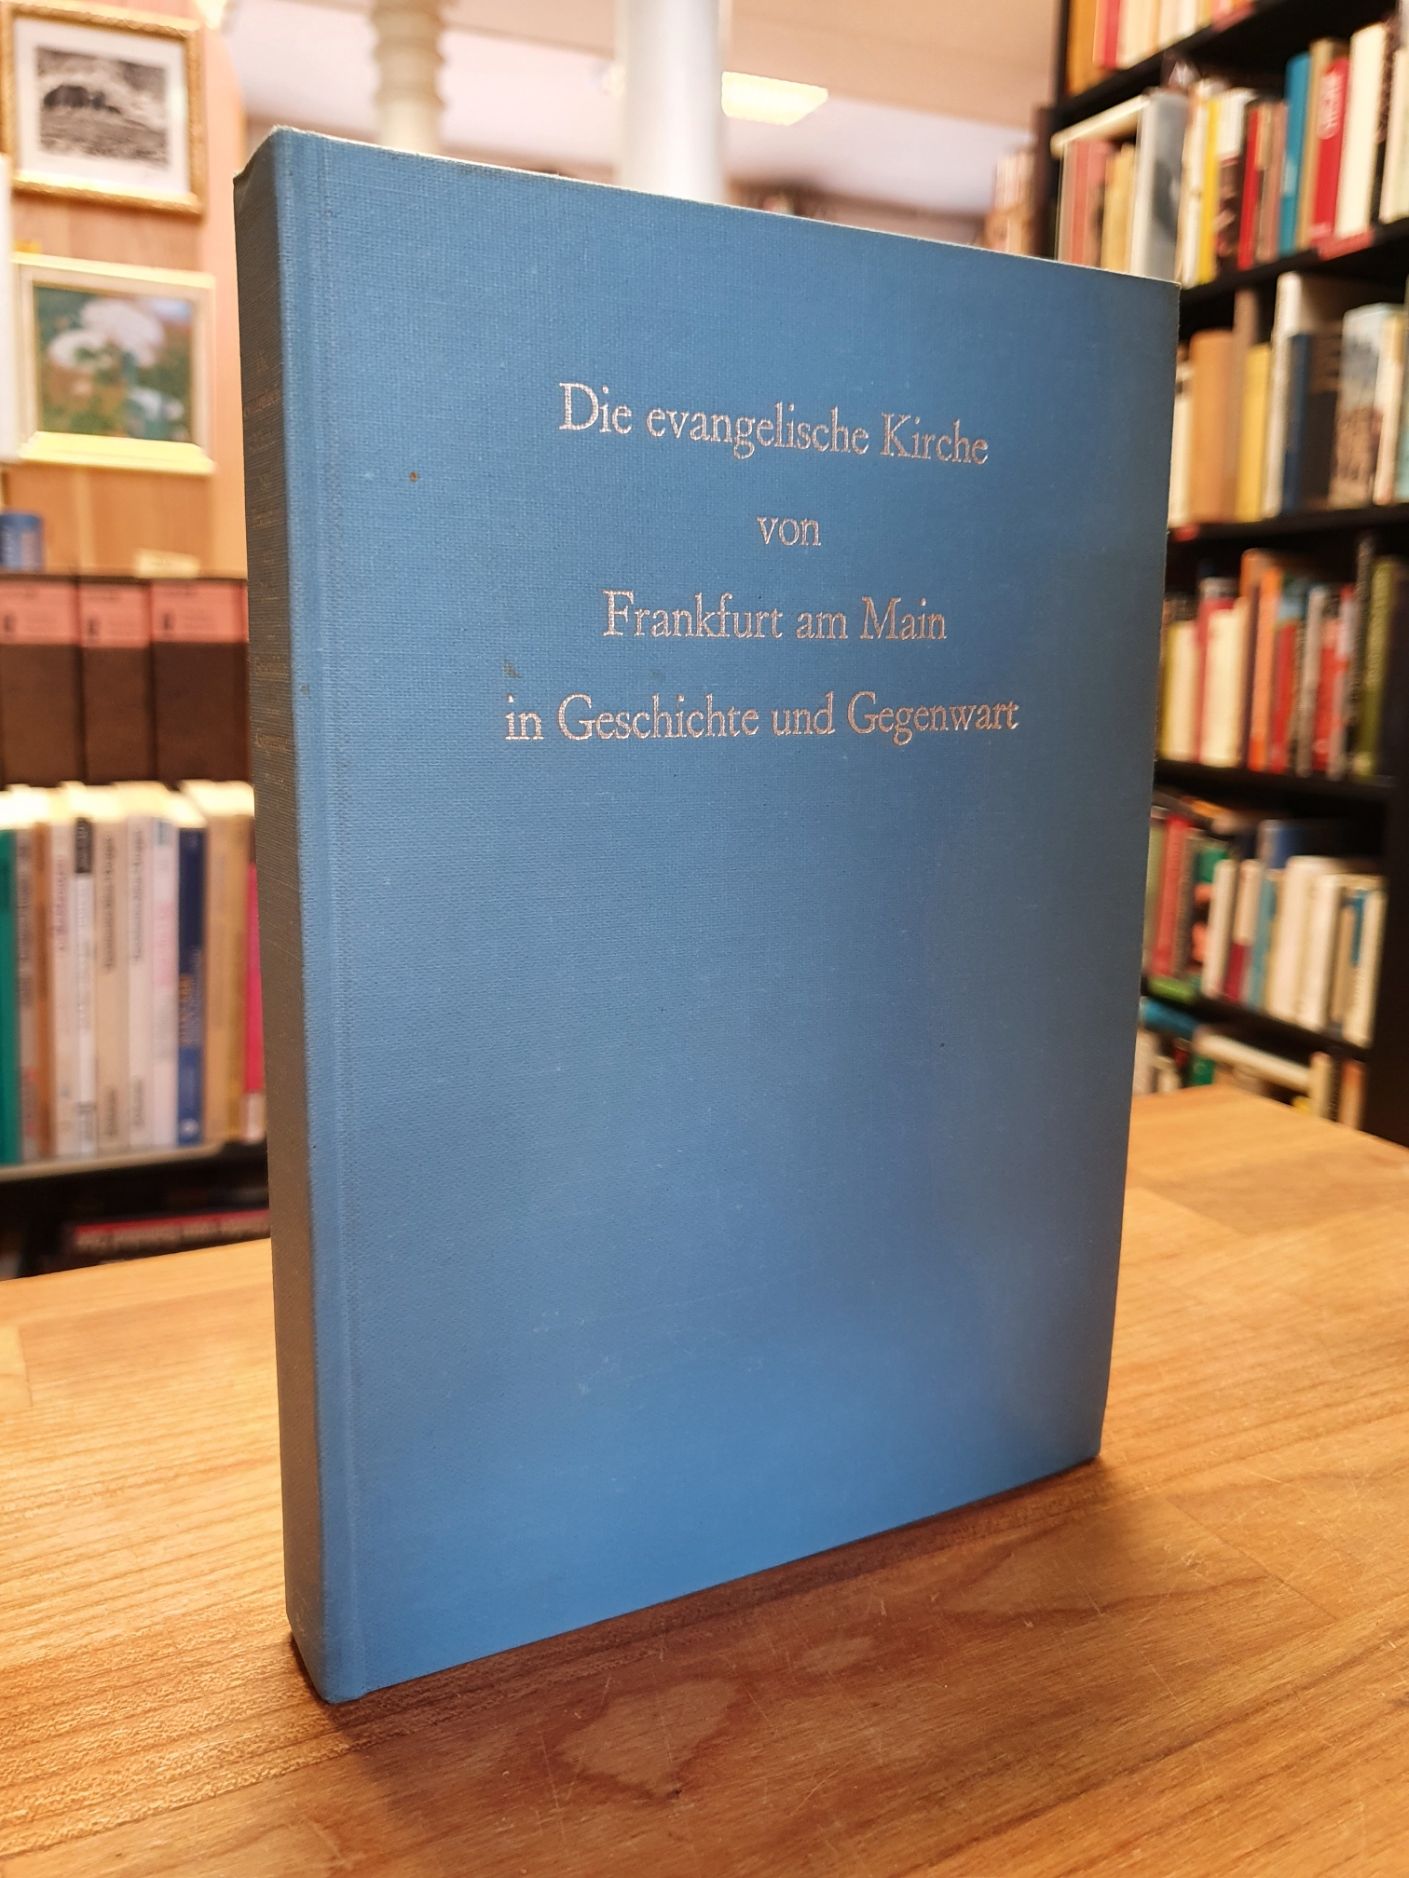 Die evangelische Kirche
von
Frankfurt am Main
in Geschichte und Gegenwart